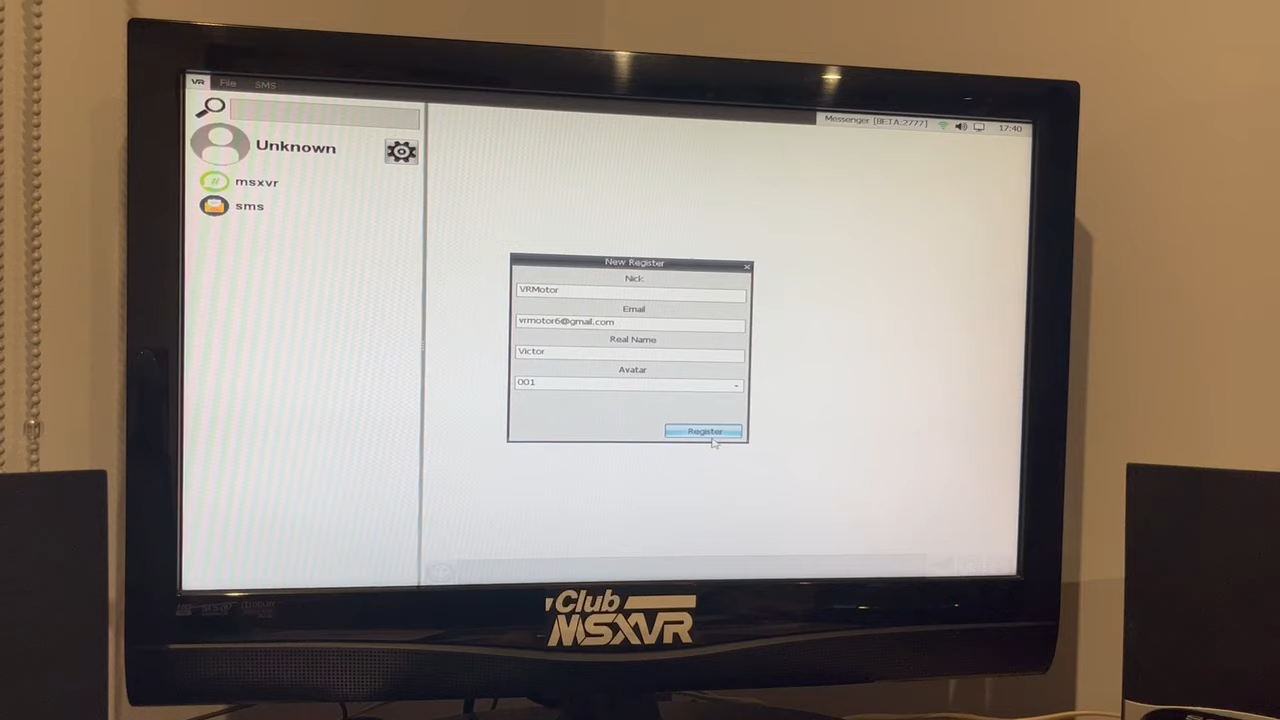 VR File SMS
Messenger [BETA:2777] 17:40
Unknown
msxvr
sms
New Register
Nick:
VRMotor
Email
vrmotor6@gmail.com
Real Name
Victor
Avatar
001
Register
Club
MSXVR